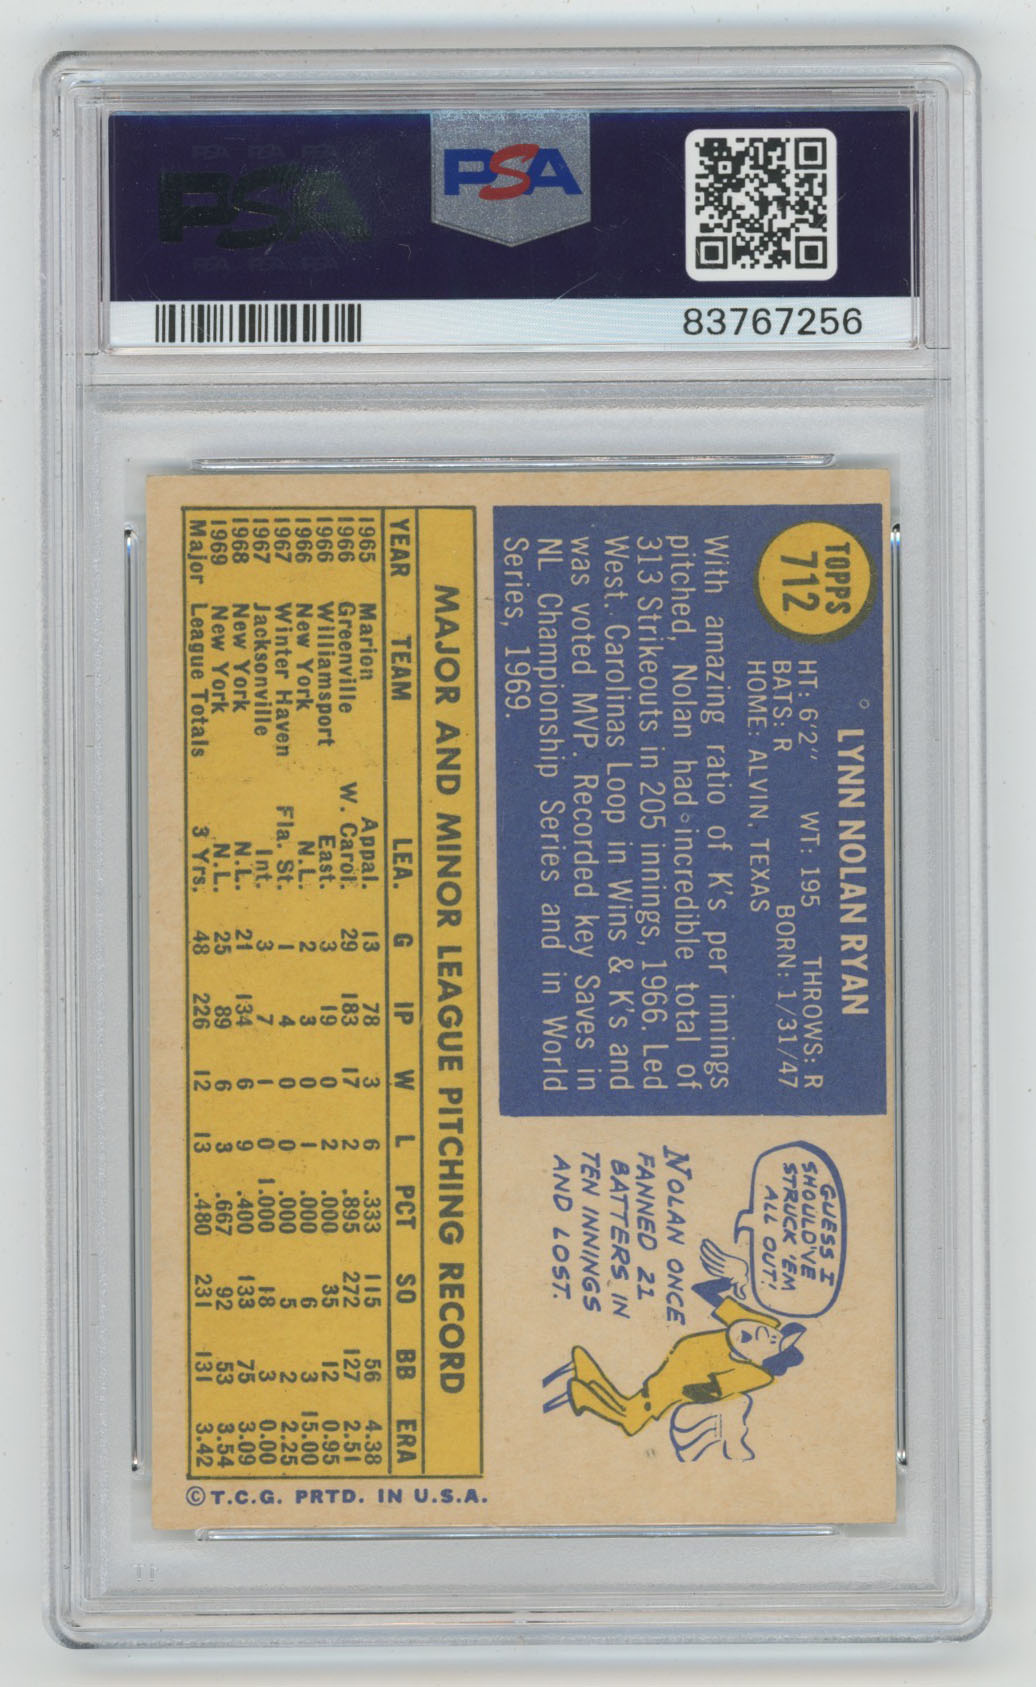 PSA
PSA
PSA PSA PSA
PSA PSA PSA
83767256
TOPPS
712
LYNN NOLAN RYAN
HT: 6'2" WT: 195 THROWS: R
BATS: R BORN: 1/31/47
HOME: ALVIN, TEXAS
With amazing ratio of K's per innings
pitched, Nolan had incredible total of
313 Strikeouts in 205 innings, 1966. Led
West. Carolinas Loop in Wins & K's and
was voted MVP. Recorded key Saves in
NL Championship Series and in World
Series, 1969.
GUESS I
SHOULD'VE
STRUCK 'EM
ALL OUT!
NOLAN ONCE
FANNED 21
BATTERS IN
TEN INNINGS
AND LOST.
MAJOR AND MINOR LEAGUE PITCHING RECORD
YEAR TEAM LEA. G IP W L PCT SO BB ERA
1965 Marion Appal. 13 78 3 6 .333 115 56 4.38
1966 Greenville W. Carol. 29 183 17 2 .895 272 127 2.51
1966 Williamsport East. 3 19 0 2 .000 35 12 0.95
1966 New York N.L. 2 3 0 1 .000 6 3 15.00
1967 Winter Haven Fla. St. 1 4 0 0 .000 5 2 2.25
1967 Jacksonville Int. 3 7 1 0 1.000 18 3 0.00
1968 New York N.L. 21 134 6 9 .400 133 75 3.09
1969 New York N.L. 25 89 6 3 .667 92 53 3.54
Major League Totals 3 Yrs. 48 226 12 13 .480 231 131 3.42
© T.C.G. PRTD. IN U.S.A.